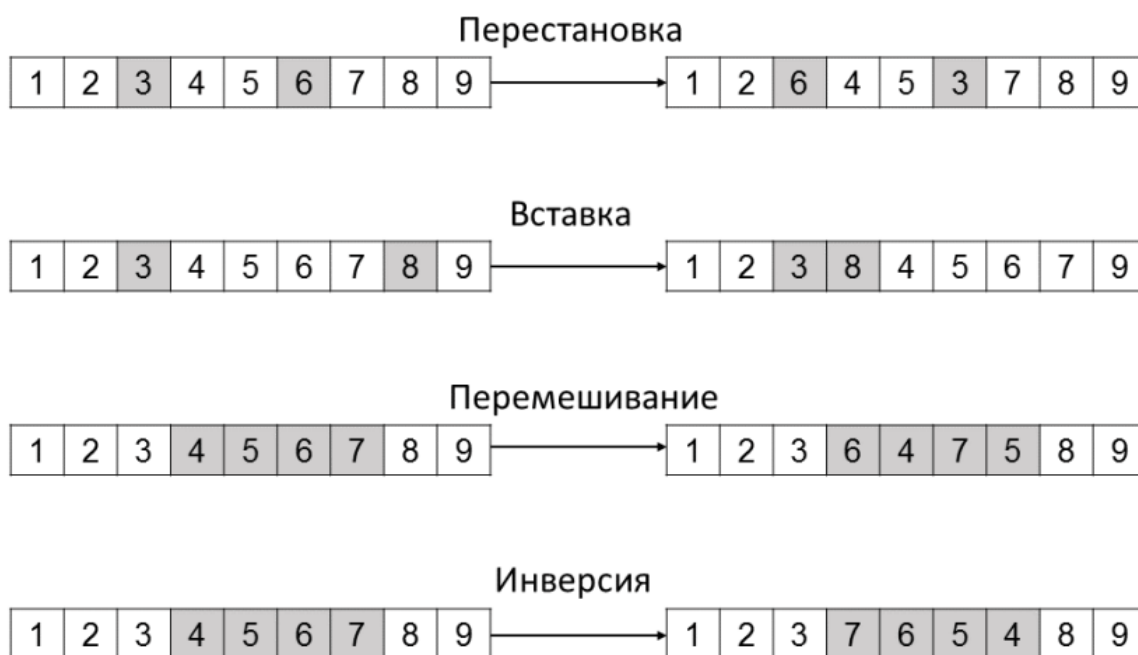 Перестановка
1 2 3 4 5 6 7 8 9 1 2 6 4 5 3 7 8 9
Вставка
1 2 3 4 5 6 7 8 9 1 2 3 8 4 5 6 7 9
Перемешивание
1 2 3 4 5 6 7 8 9 1 2 3 6 4 7 5 8 9
Инверсия
1 2 3 4 5 6 7 8 9 1 2 3 7 6 5 4 8 9